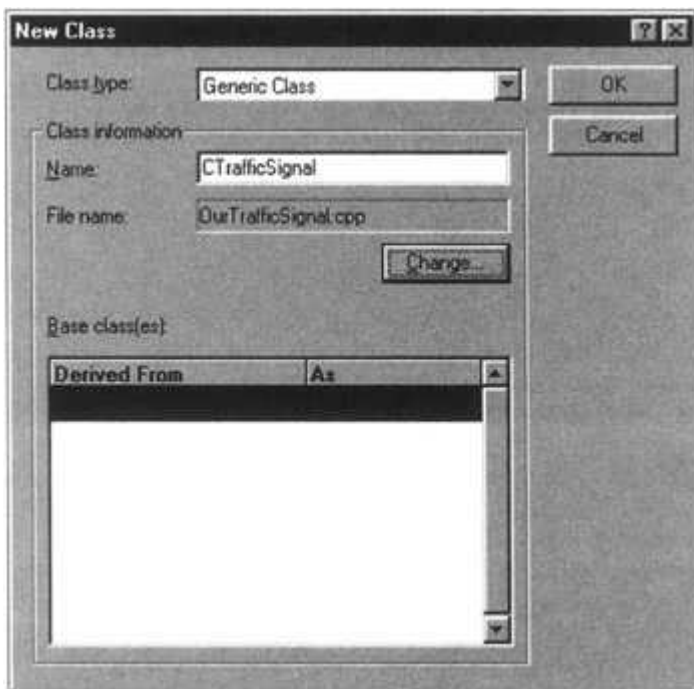 New Class
Class type: Generic Class
OK
Cancel
Class information
Name: CTrafficSignal
File name: OurTrafficSignal.cpp
Change...
Base class(es):
Derived From As